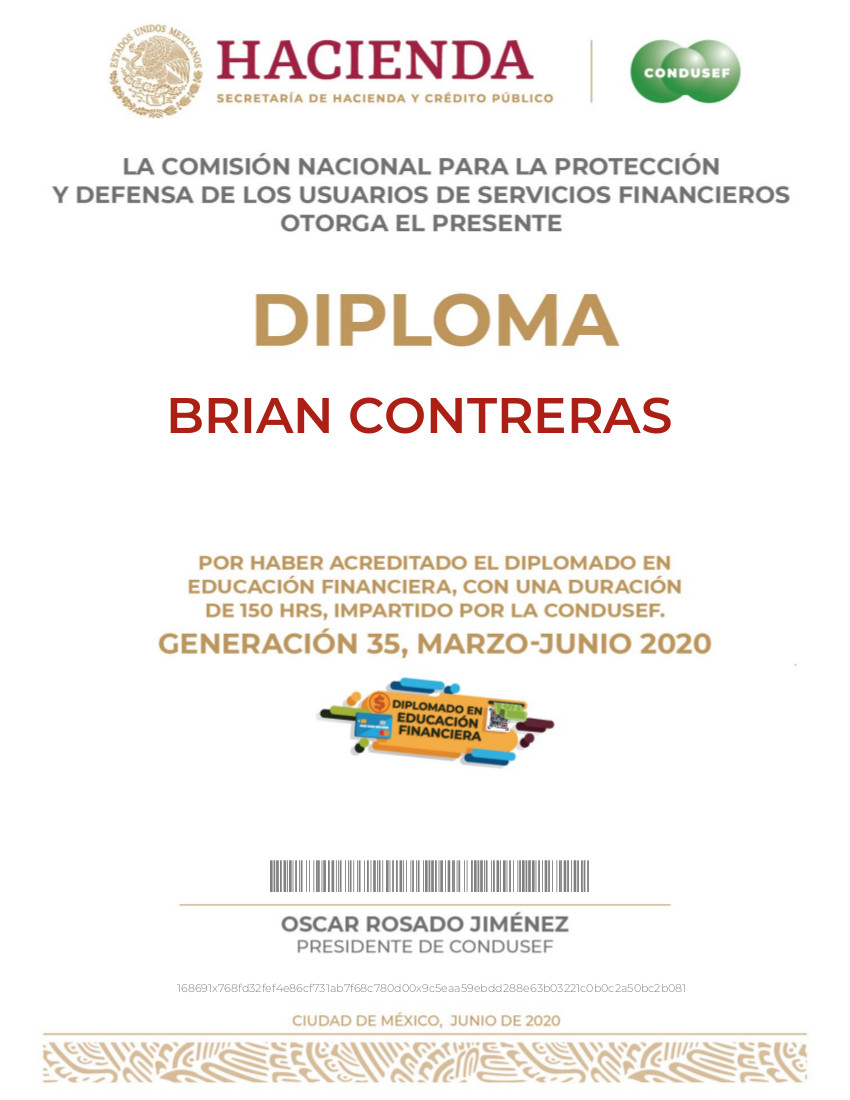 ESTADOS UNIDOS MEXICANOS
HACIENDA
SECRETARÍA DE HACIENDA Y CRÉDITO PÚBLICO
CONDUSEF
LA COMISIÓN NACIONAL PARA LA PROTECCIÓN
Y DEFENSA DE LOS USUARIOS DE SERVICIOS FINANCIEROS
OTORGA EL PRESENTE
DIPLOMA
BRIAN CONTRERAS
POR HABER ACREDITADO EL DIPLOMADO EN
EDUCACIÓN FINANCIERA, CON UNA DURACIÓN
DE 150 HRS, IMPARTIDO POR LA CONDUSEF.
GENERACIÓN 35, MARZO-JUNIO 2020
DIPLOMADO EN
EDUCACIÓN
FINANCIERA
OSCAR ROSADO JIMÉNEZ
PRESIDENTE DE CONDUSEF
168691x768fd32fef4e86cf731ab7f68c780d00x9c5eaa59ebdd288e63b03221c0b0c2a50bc2b081
CIUDAD DE MÉXICO, JUNIO DE 2020